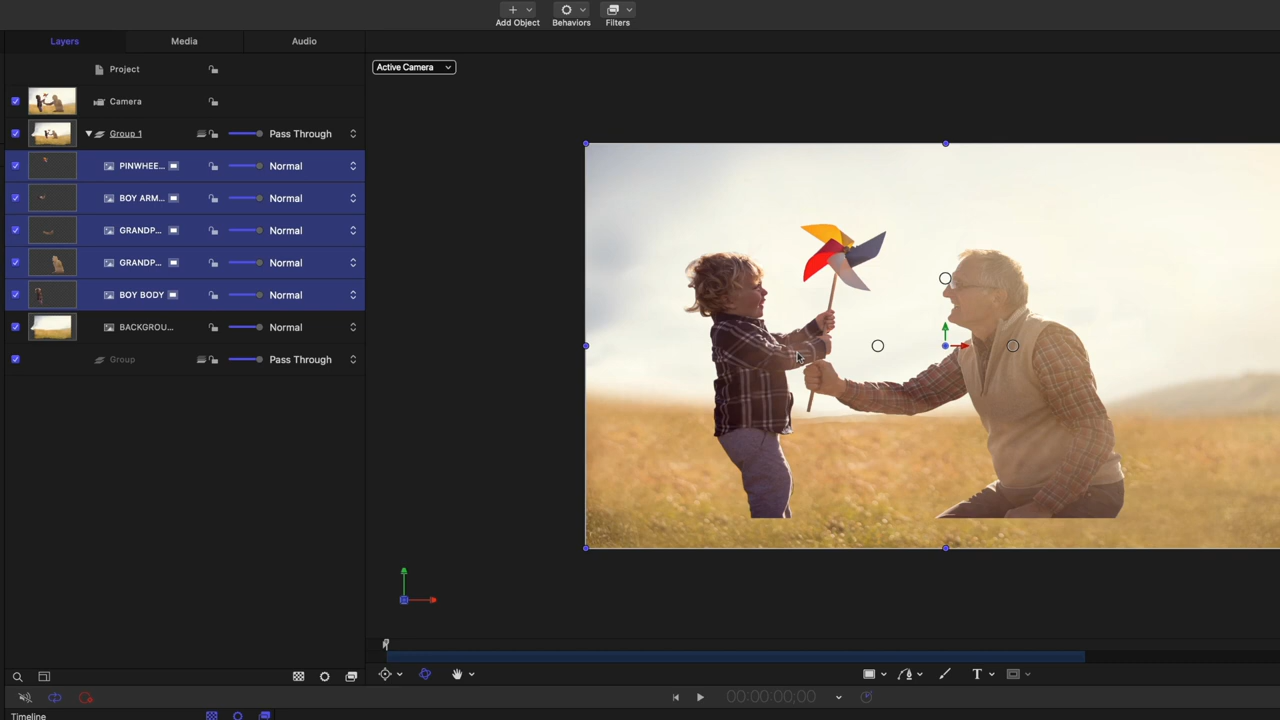 Add Object
Behaviors
Filters
Layers
Media
Audio
Project
Active Camera
Camera
Group 1
Pass Through
PINWHEE...
Normal
BOY ARM...
Normal
GRANDP...
Normal
GRANDP...
Normal
BOY BODY
Normal
BACKGROU...
Normal
Group
Pass Through
T
00:00:00;00
Timeline